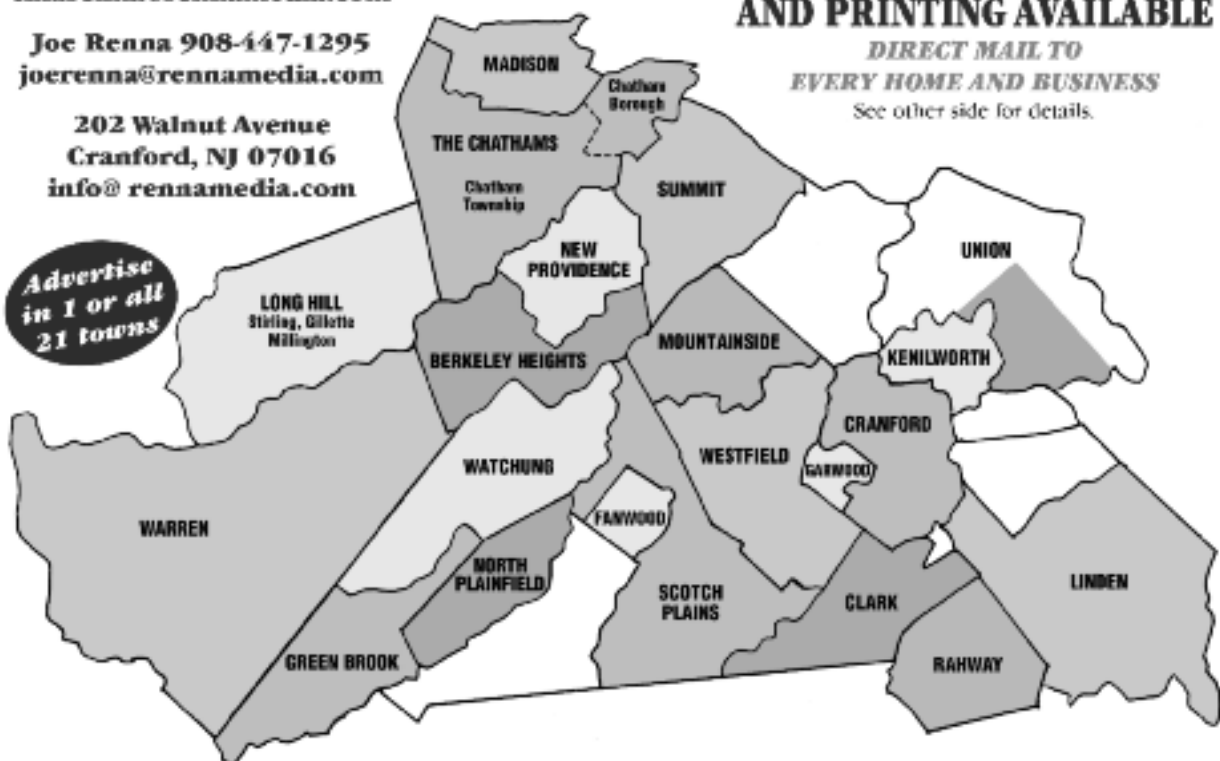 Joe Renna 908-447-1295
joerenna@rennamedia.com
202 Walnut Avenue
Cranford, NJ 07016
info@ rennamedia.com
AND PRINTING AVAILABLE
DIRECT MAIL TO
EVERY HOME AND BUSINESS
See other side for details.
Advertise
in 1 or all
21 towns
MADISON
Chatham
Borough
THE CHATHAMS
Chatham
Township
SUMMIT
NEW
PROVIDENCE
UNION
LONG HILL
Stirling, Gillette
Millington
BERKELEY HEIGHTS
MOUNTAINSIDE
KENILWORTH
CRANFORD
WATCHUNG
WESTFIELD
GARWOOD
WARREN
FANWOOD
NORTH
PLAINFIELD
SCOTCH
PLAINS
CLARK
LINDEN
GREEN BROOK
RAHWAY